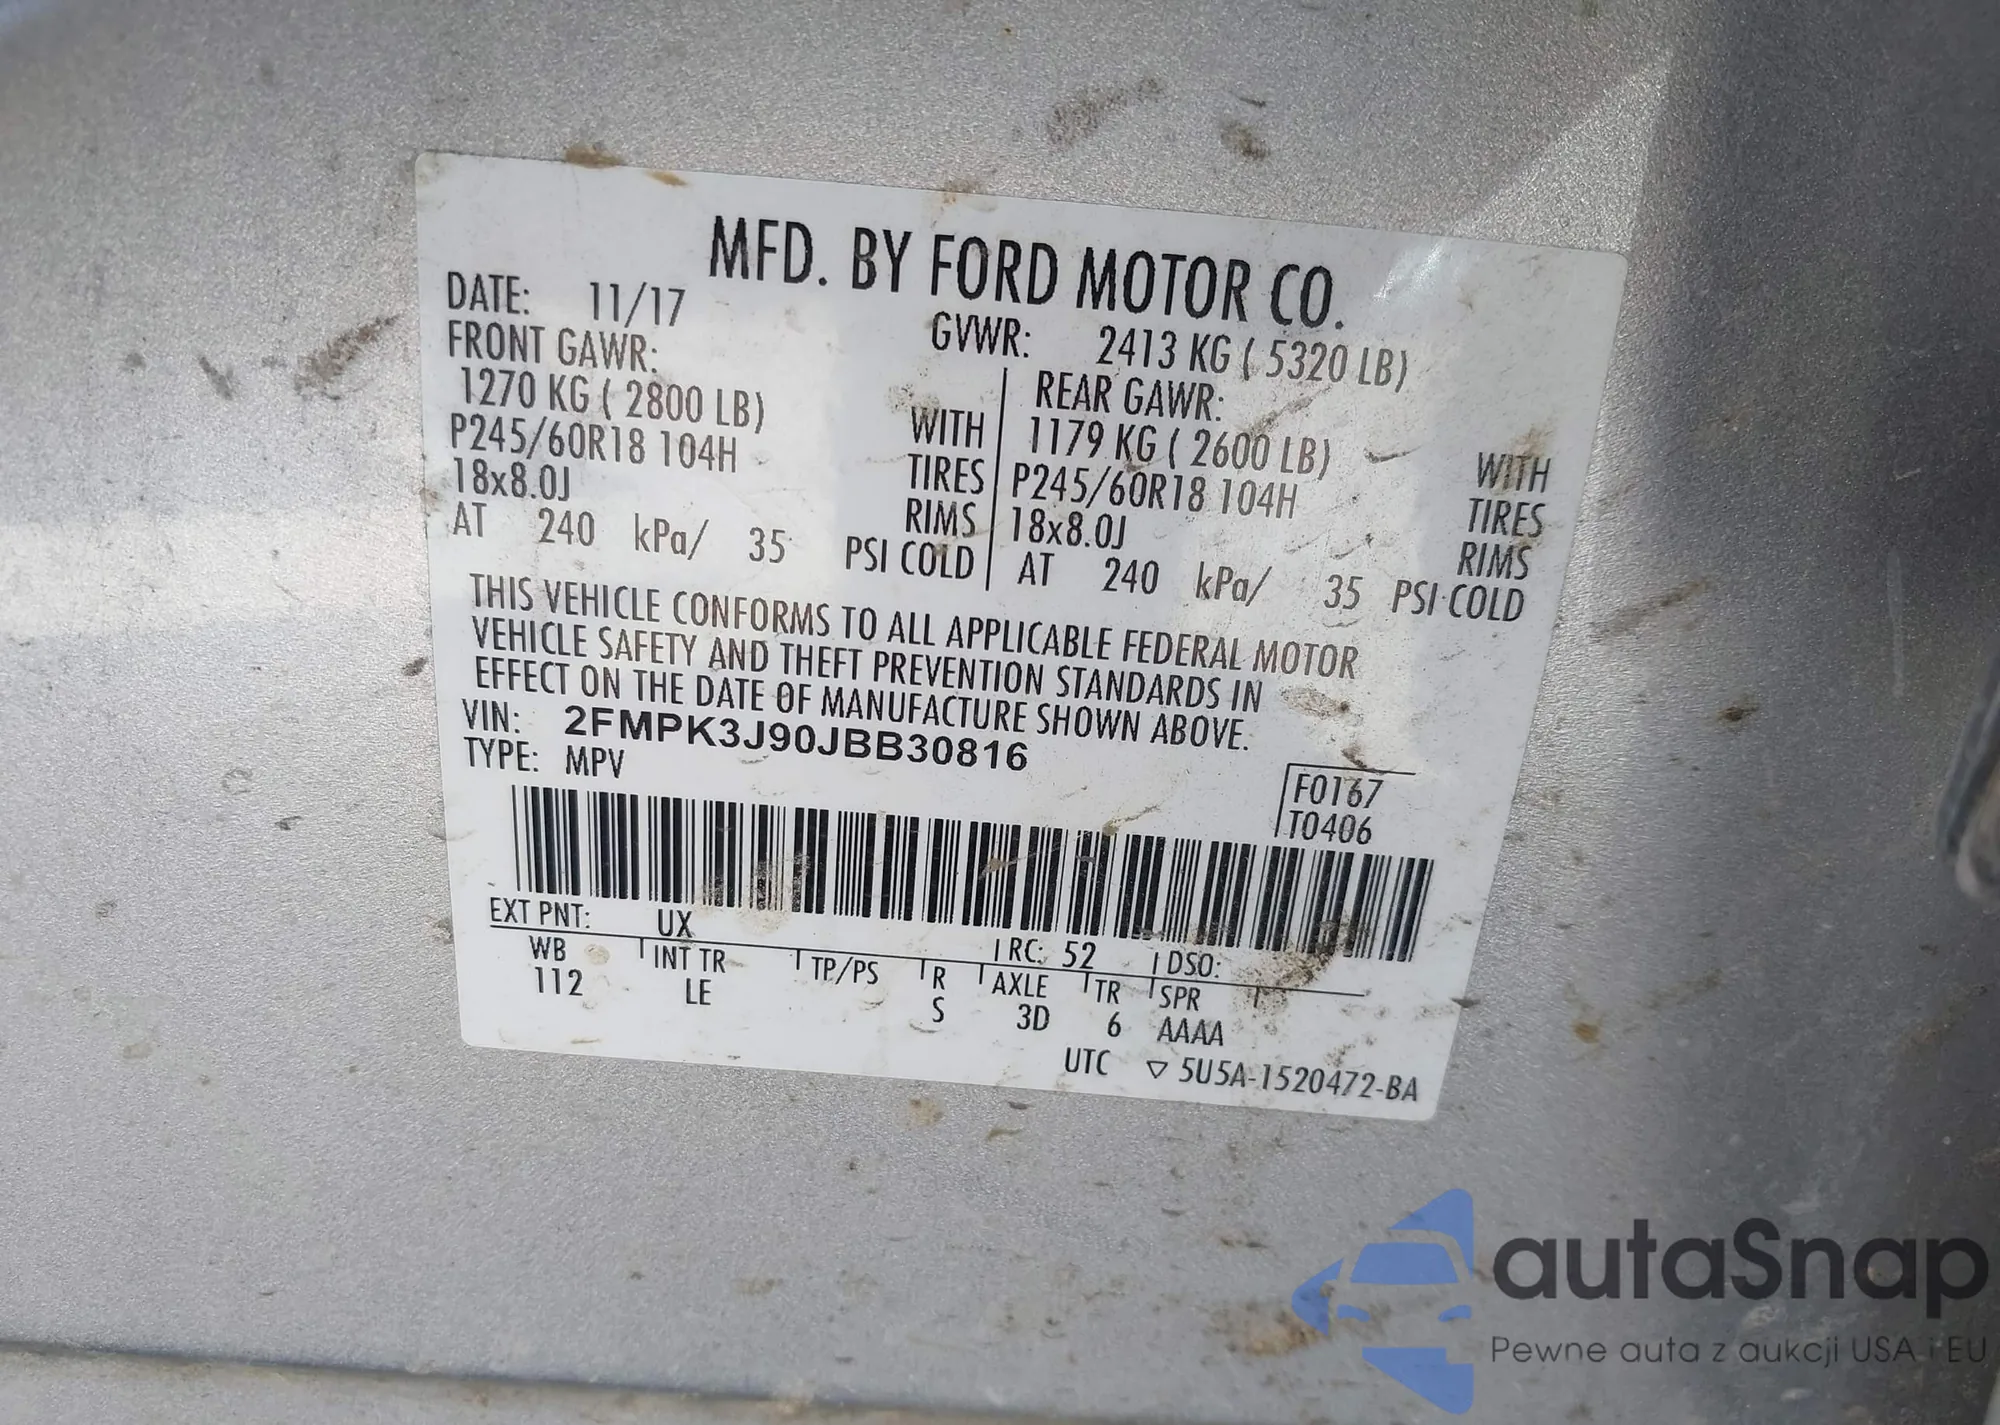 MFD. BY FORD MOTOR CO.
DATE: 11/17 GVWR: 2413 KG ( 5320 LB)
FRONT GAWR: REAR GAWR:
1270 KG ( 2800 LB) WITH 1179 KG ( 2600 LB) WITH
P245/60R18 104H TIRES P245/60R18 104H TIRES
18x8.0J RIMS 18x8.0J RIMS
AT 240 kPa/ 35 PSI COLD AT 240 kPa/ 35 PSI COLD
THIS VEHICLE CONFORMS TO ALL APPLICABLE FEDERAL MOTOR
VEHICLE SAFETY AND THEFT PREVENTION STANDARDS IN
EFFECT ON THE DATE OF MANUFACTURE SHOWN ABOVE.
VIN: 2FMPK3J90JBB30816
TYPE: MPV
F0167
T0406
EXT PNT: UX RC: 52 DSO:
WB INT TR TP/PS R AXLE TR SPR
112 LE S 3D 6 AAAA
UTC ▽ 5U5A-1520472-BA
autaSnap
Pewne auta z aukcji USA i EU